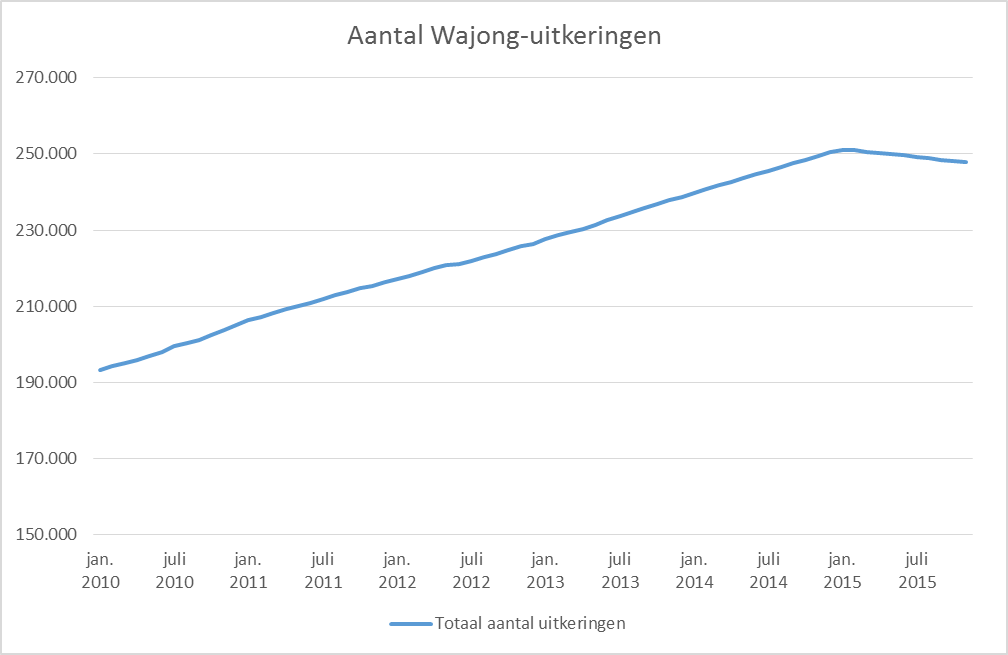 Aantal Wajong-uitkeringen
270.000
250.000
230.000
210.000
190.000
170.000
150.000
jan. juli jan. juli jan. juli jan. juli jan. juli jan. juli
2010 2010 2011 2011 2012 2012 2013 2013 2014 2014 2015 2015
Totaal aantal uitkeringen